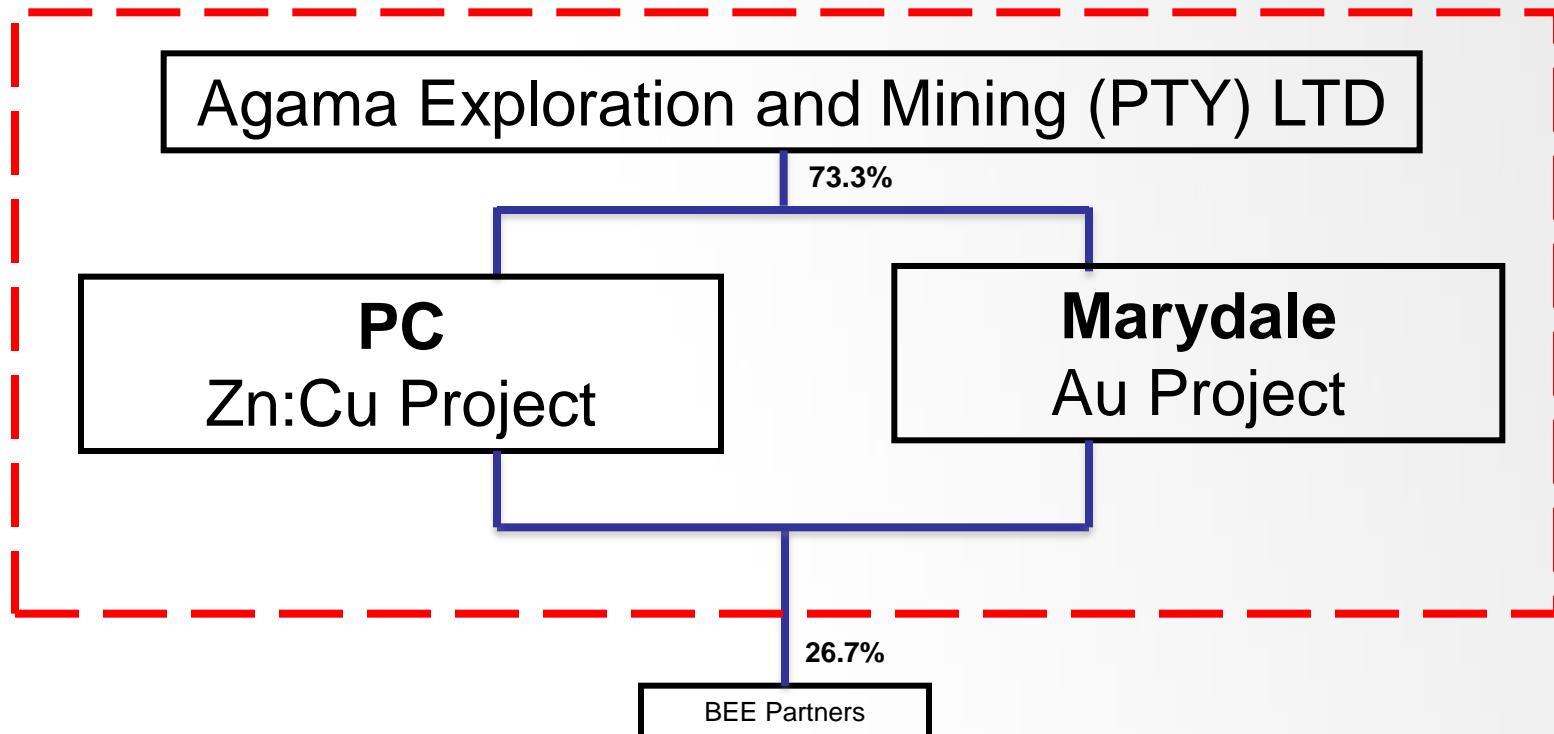 Agama Exploration and Mining (PTY) LTD
73.3%
PC
Zn:Cu Project
Marydale
Au Project
26.7%
BEE Partners